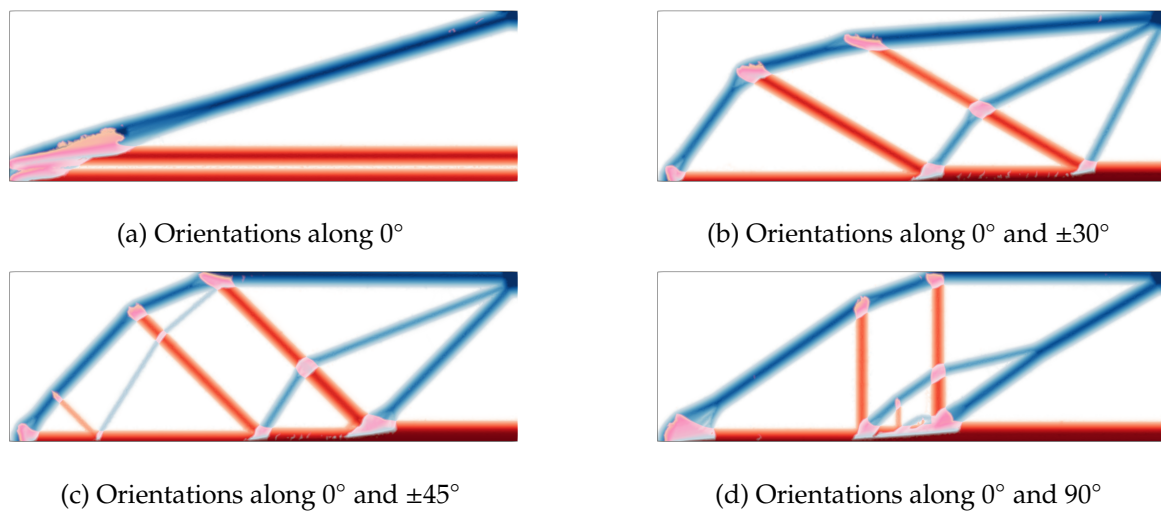 (a) Orientations along 0°
(b) Orientations along 0° and ±30°
(c) Orientations along 0° and ±45°
(d) Orientations along 0° and 90°